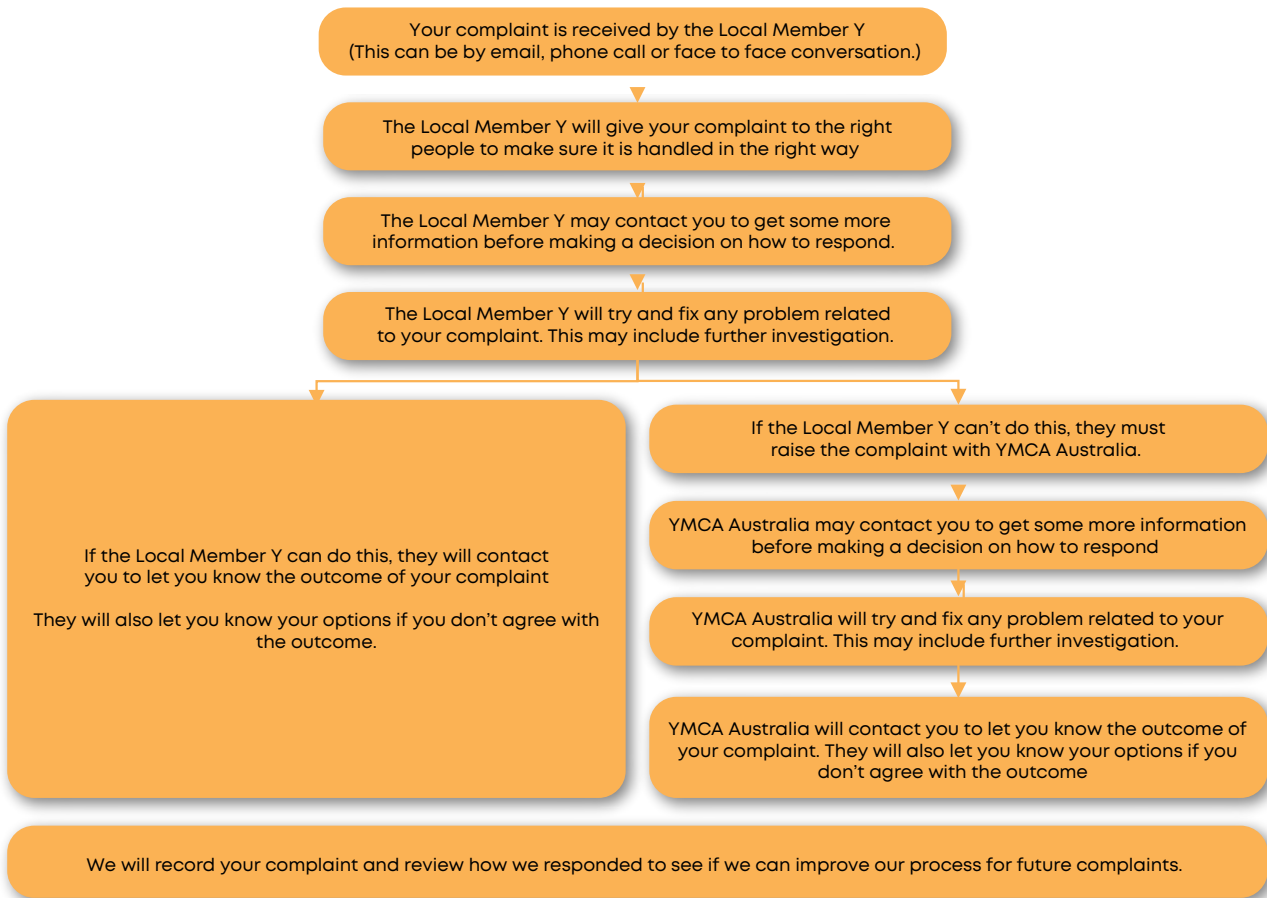 Your complaint is received by the Local Member Y
(This can be by email, phone call or face to face conversation.)
The Local Member Y will give your complaint to the right
people to make sure it is handled in the right way
The Local Member Y may contact you to get some more
information before making a decision on how to respond.
The Local Member Y will try and fix any problem related
to your complaint. This may include further investigation.
If the Local Member Y can do this, they will contact
you to let you know the outcome of your complaint
They will also let you know your options if you don’t agree with
the outcome.
If the Local Member Y can’t do this, they must
raise the complaint with YMCA Australia.
YMCA Australia may contact you to get some more information
before making a decision on how to respond
YMCA Australia will try and fix any problem related to your
complaint. This may include further investigation.
YMCA Australia will contact you to let you know the outcome of
your complaint. They will also let you know your options if you
don’t agree with the outcome
We will record your complaint and review how we responded to see if we can improve our process for future complaints.